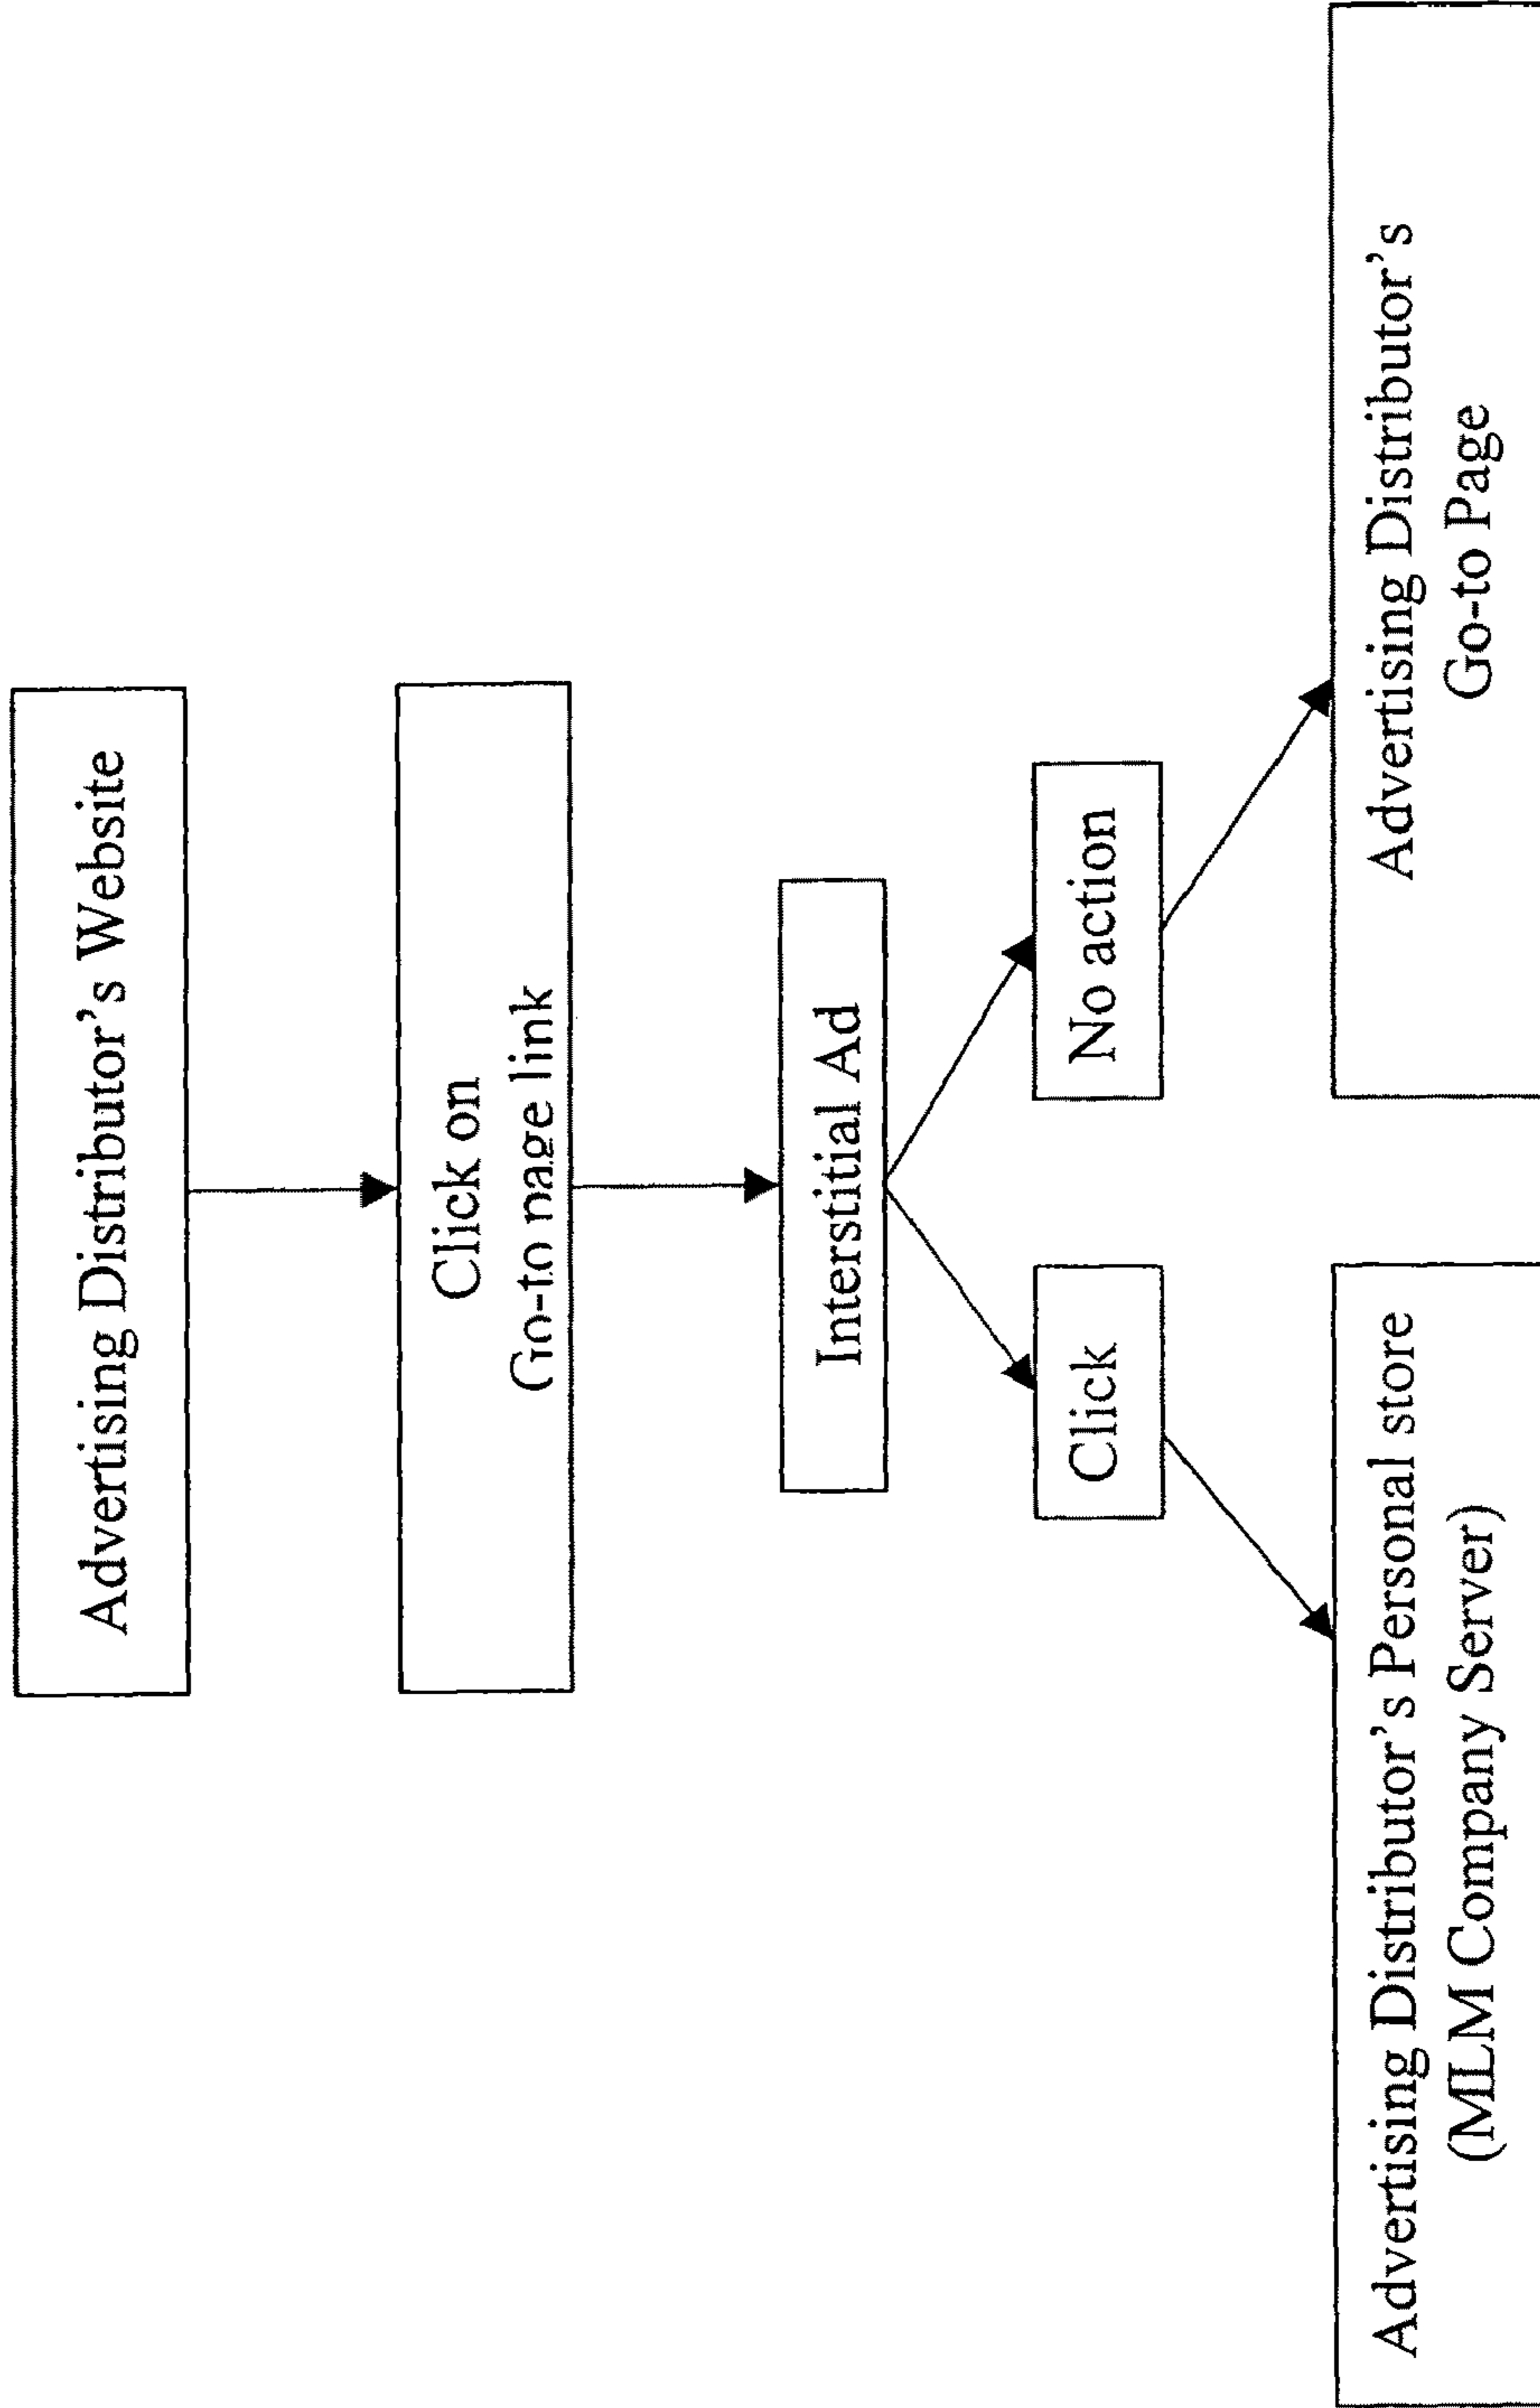 Advertising Distributor's Website
Click on
Go-to page link
Interstitial Ad
Click
No action
Advertising Distributor's Personal store
(MLM Company Server)
Advertising Distributor's
Go-to Page